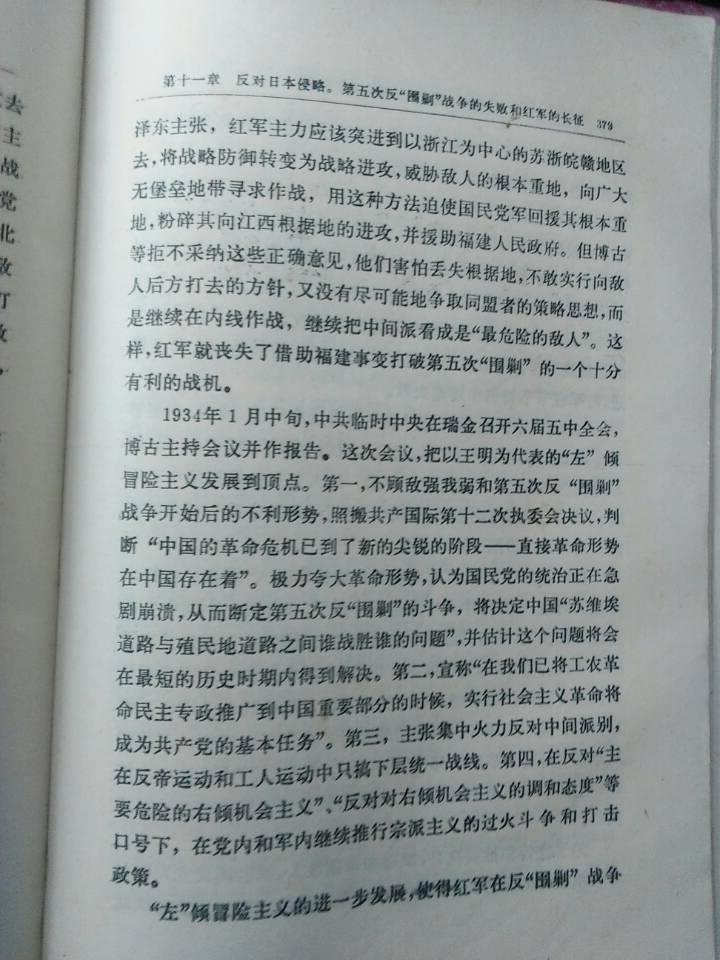 第十一章 反对日本侵略。第五次反“围剿”战争的失败和红军的长征 379
泽东主张，红军主力应该突进到以浙江为中心的苏浙皖赣地区
去，将战略防御转变为战略进攻，威胁敌人的根本重地，向广大
无堡垒地带寻求作战，用这种方法迫使国民党军回援其根本重
地，粉碎其向江西根据地的进攻，并援助福建人民政府。但博古
等拒不采纳这些正确意见，他们害怕丢失根据地，不敢实行向敌
人后方打去的方针，又没有尽可能地争取同盟者的策略思想，而
是继续在内线作战，继续把中间派看成是“最危险的敌人”。这
样，红军就丧失了借助福建事变打破第五次“围剿”的一个十分
有利的战机。
1934年1月中旬，中共临时中央在瑞金召开六届五中全会，
博古主持会议并作报告。这次会议，把以王明为代表的“左”倾
冒险主义发展到顶点。第一，不顾敌强我弱和第五次反“围剿”
战争开始后的不利形势，照搬共产国际第十二次执委会决议，判
断“中国的革命危机已到了新的尖锐的阶段——直接革命形势
在中国存在着”。极力夸大革命形势，认为国民党的统治正在急
剧崩溃，从而断定第五次反“围剿”的斗争，将决定中国“苏维埃
道路与殖民地道路之间谁战胜谁的问题”，并估计这个问题将会
在最短的历史时期内得到解决。第二，宣称“在我们已将工农革
命民主专政推广到中国重要部分的时候，实行社会主义革命将
成为共产党的基本任务”。第三，主张集中火力反对中间派别，
在反帝运动和工人运动中只搞下层统一战线。第四，在反对“主
要危险的右倾机会主义”、“反对对右倾机会主义的调和态度”等
口号下，在党内和军内继续推行宗派主义的过火斗争和打击
政策。
“左”倾冒险主义的进一步发展，使得红军在反“围剿”战争
去
主
战
党
北
敌
打